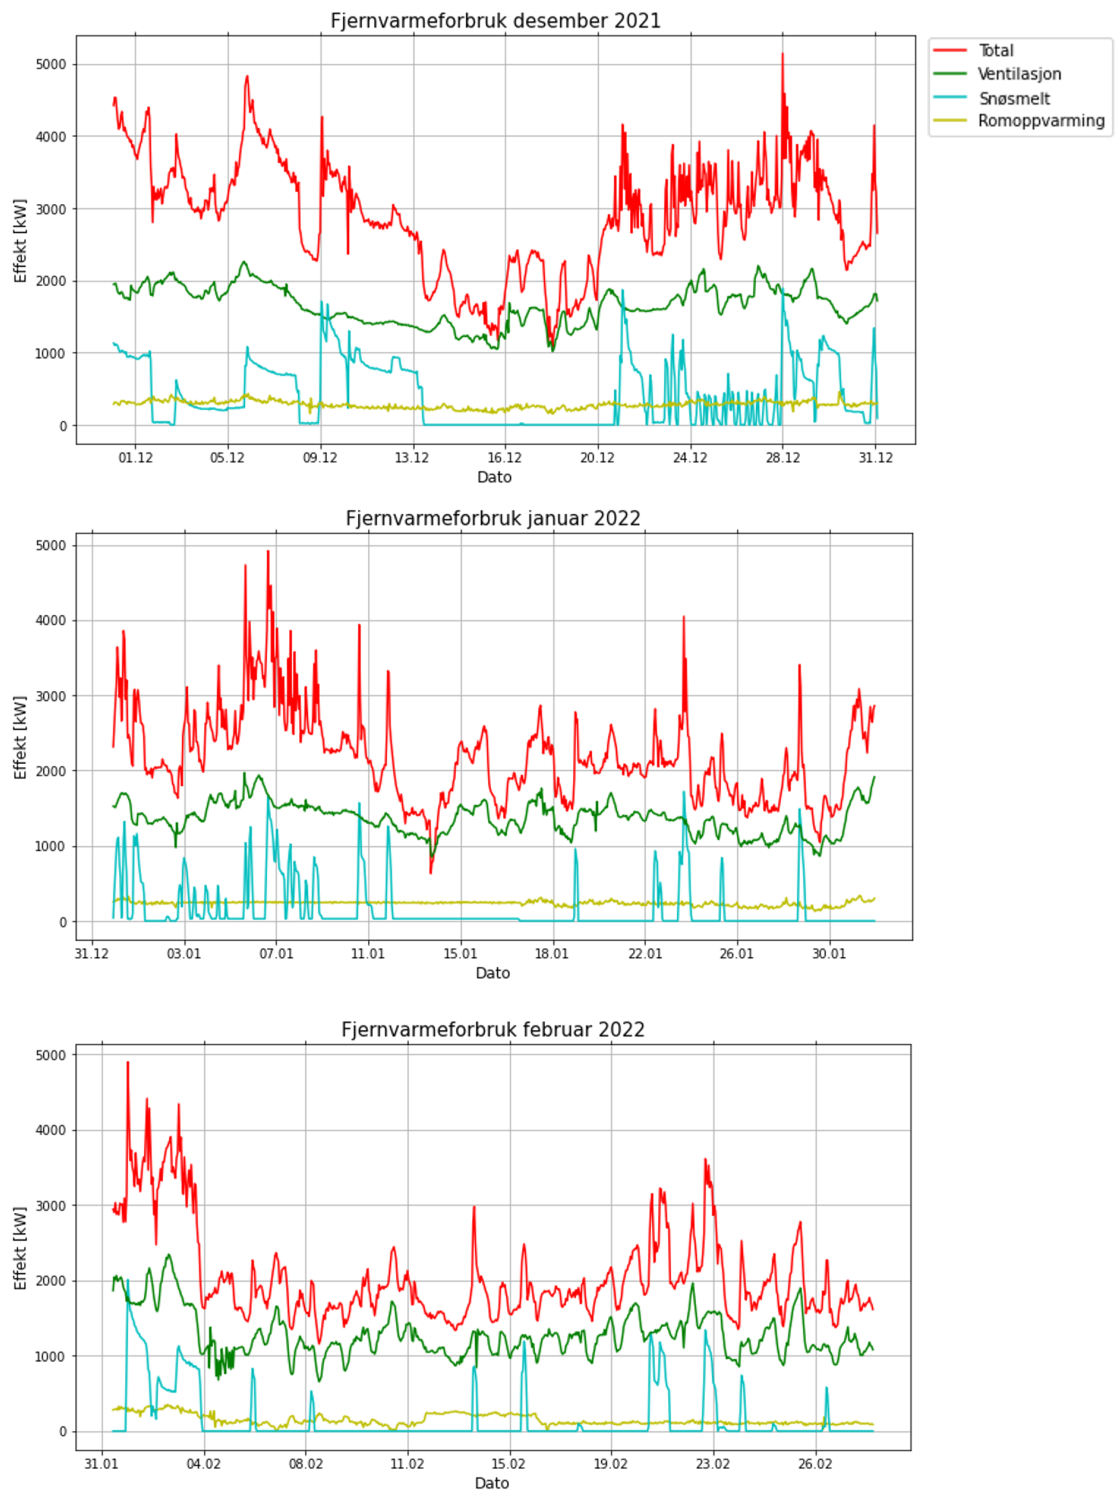 Fjernvarmeforbruk desember 2021
Total
Ventilasjon
Snøsmelt
Romoppvarming
5000
4000
3000
2000
1000
0
Effekt [kW]
01.12 05.12 09.12 13.12 16.12 20.12 24.12 28.12 31.12
Dato
Fjernvarmeforbruk januar 2022
5000
4000
3000
2000
1000
0
Effekt [kW]
31.12 03.01 07.01 11.01 15.01 18.01 22.01 26.01 30.01
Dato
Fjernvarmeforbruk februar 2022
5000
4000
3000
2000
1000
0
Effekt [kW]
31.01 04.02 08.02 11.02 15.02 19.02 23.02 26.02
Dato